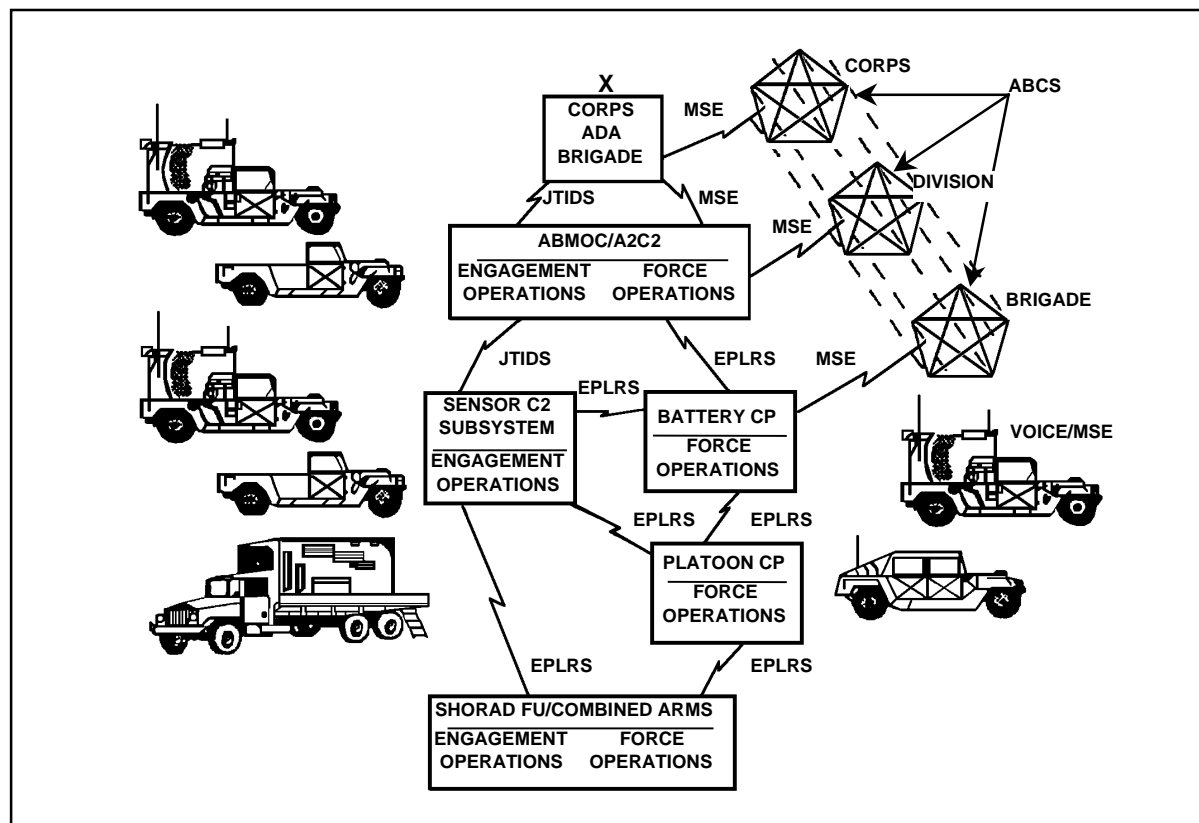 CORPS
ABCS
X
CORPS
ADA
BRIGADE
MSE
DIVISION
JTIDS
MSE
MSE
ABMOC/A2C2
ENGAGEMENT
OPERATIONS
FORCE
OPERATIONS
BRIGADE
JTIDS
EPLRS
MSE
EPLRS
SENSOR C2
SUBSYSTEM
ENGAGEMENT
OPERATIONS
BATTERY CP
FORCE
OPERATIONS
VOICE/MSE
EPLRS
EPLRS
PLATOON CP
FORCE
OPERATIONS
EPLRS
EPLRS
SHORAD FU/COMBINED ARMS
ENGAGEMENT
OPERATIONS
FORCE
OPERATIONS